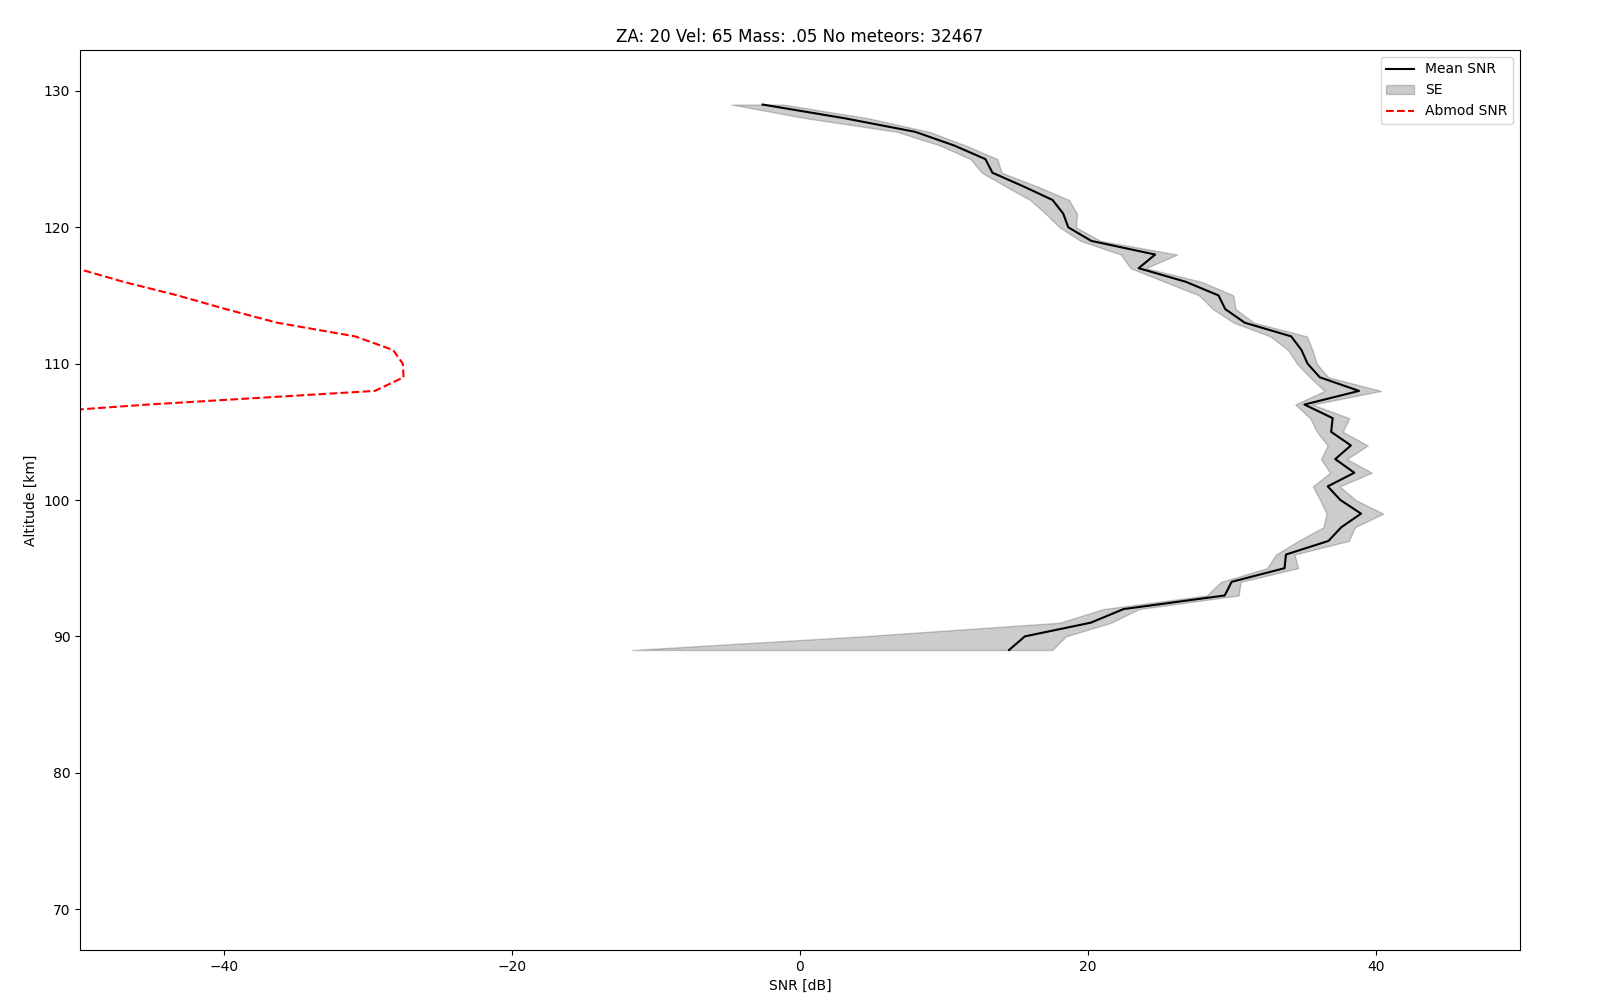 ZA: 20 Vel: 65 Mass: .05 No meteors: 32467
Mean SNR
SE
Abmod SNR
130
120
110
100
90
80
70
Altitude [km]
−40
−20
0
20
40
SNR [dB]